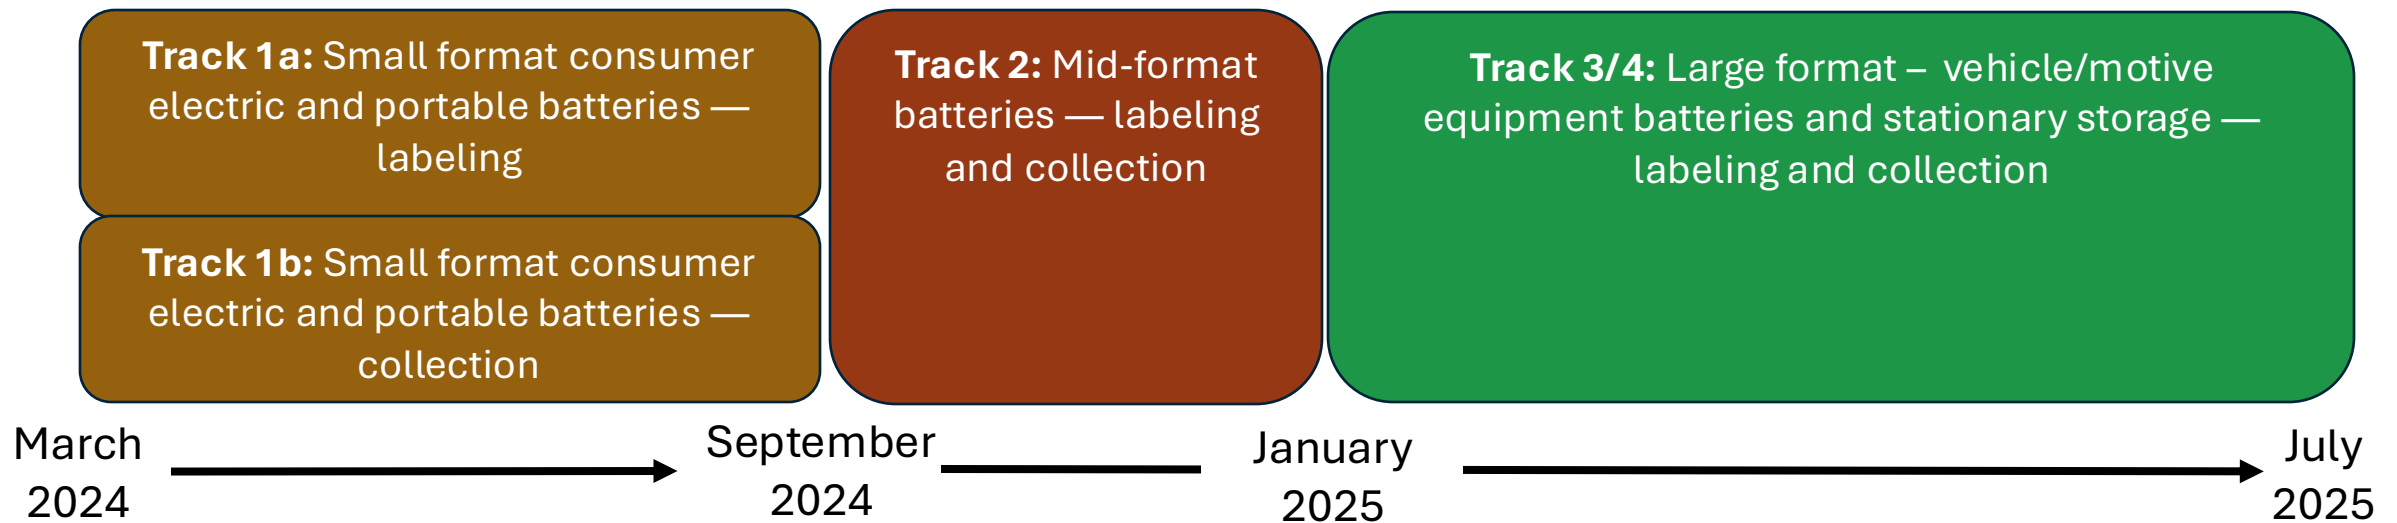 Track 1a: Small format consumer
electric and portable batteries —
labeling
Track 1b: Small format consumer
electric and portable batteries —
collection
Track 2: Mid-format
batteries — labeling
and collection
Track 3/4: Large format – vehicle/motive
equipment batteries and stationary storage —
labeling and collection
March
2024
September
2024
January
2025
July
2025